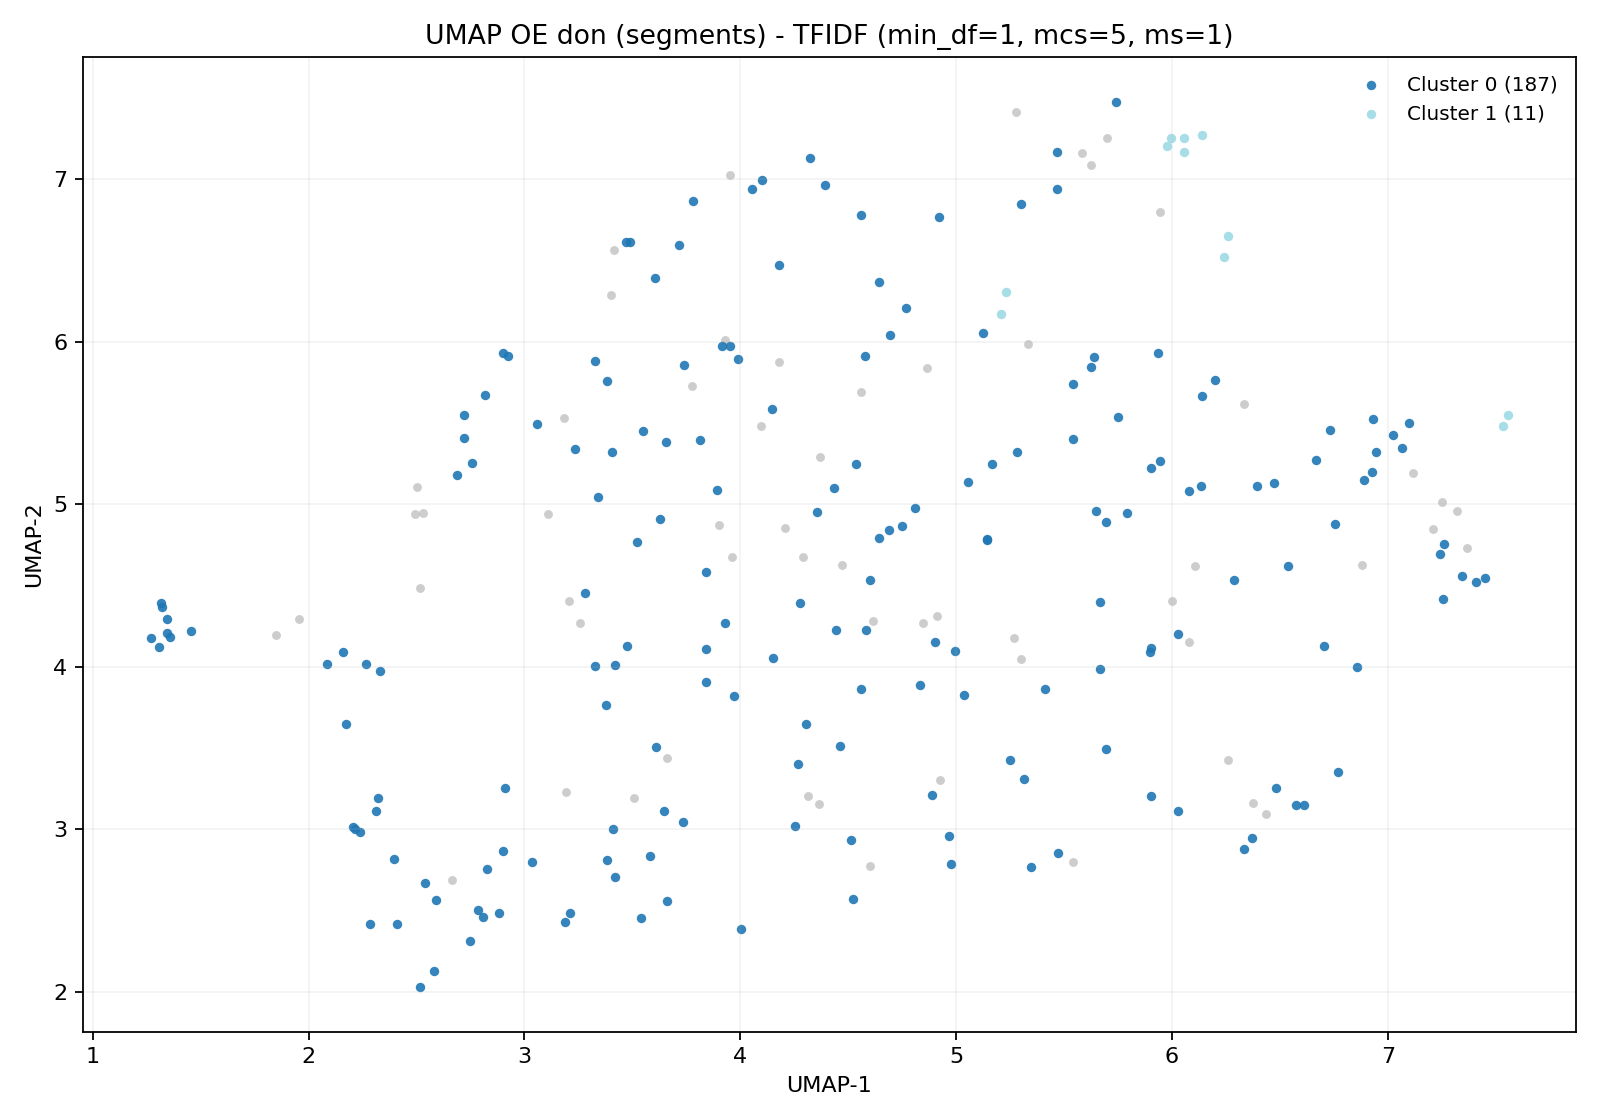 UMAP OE don (segments) - TFIDF (min_df=1, mcs=5, ms=1)
Cluster 0 (187)
Cluster 1 (11)
UMAP-2
7
6
5
4
3
2
1 2 3 4 5 6 7
UMAP-1